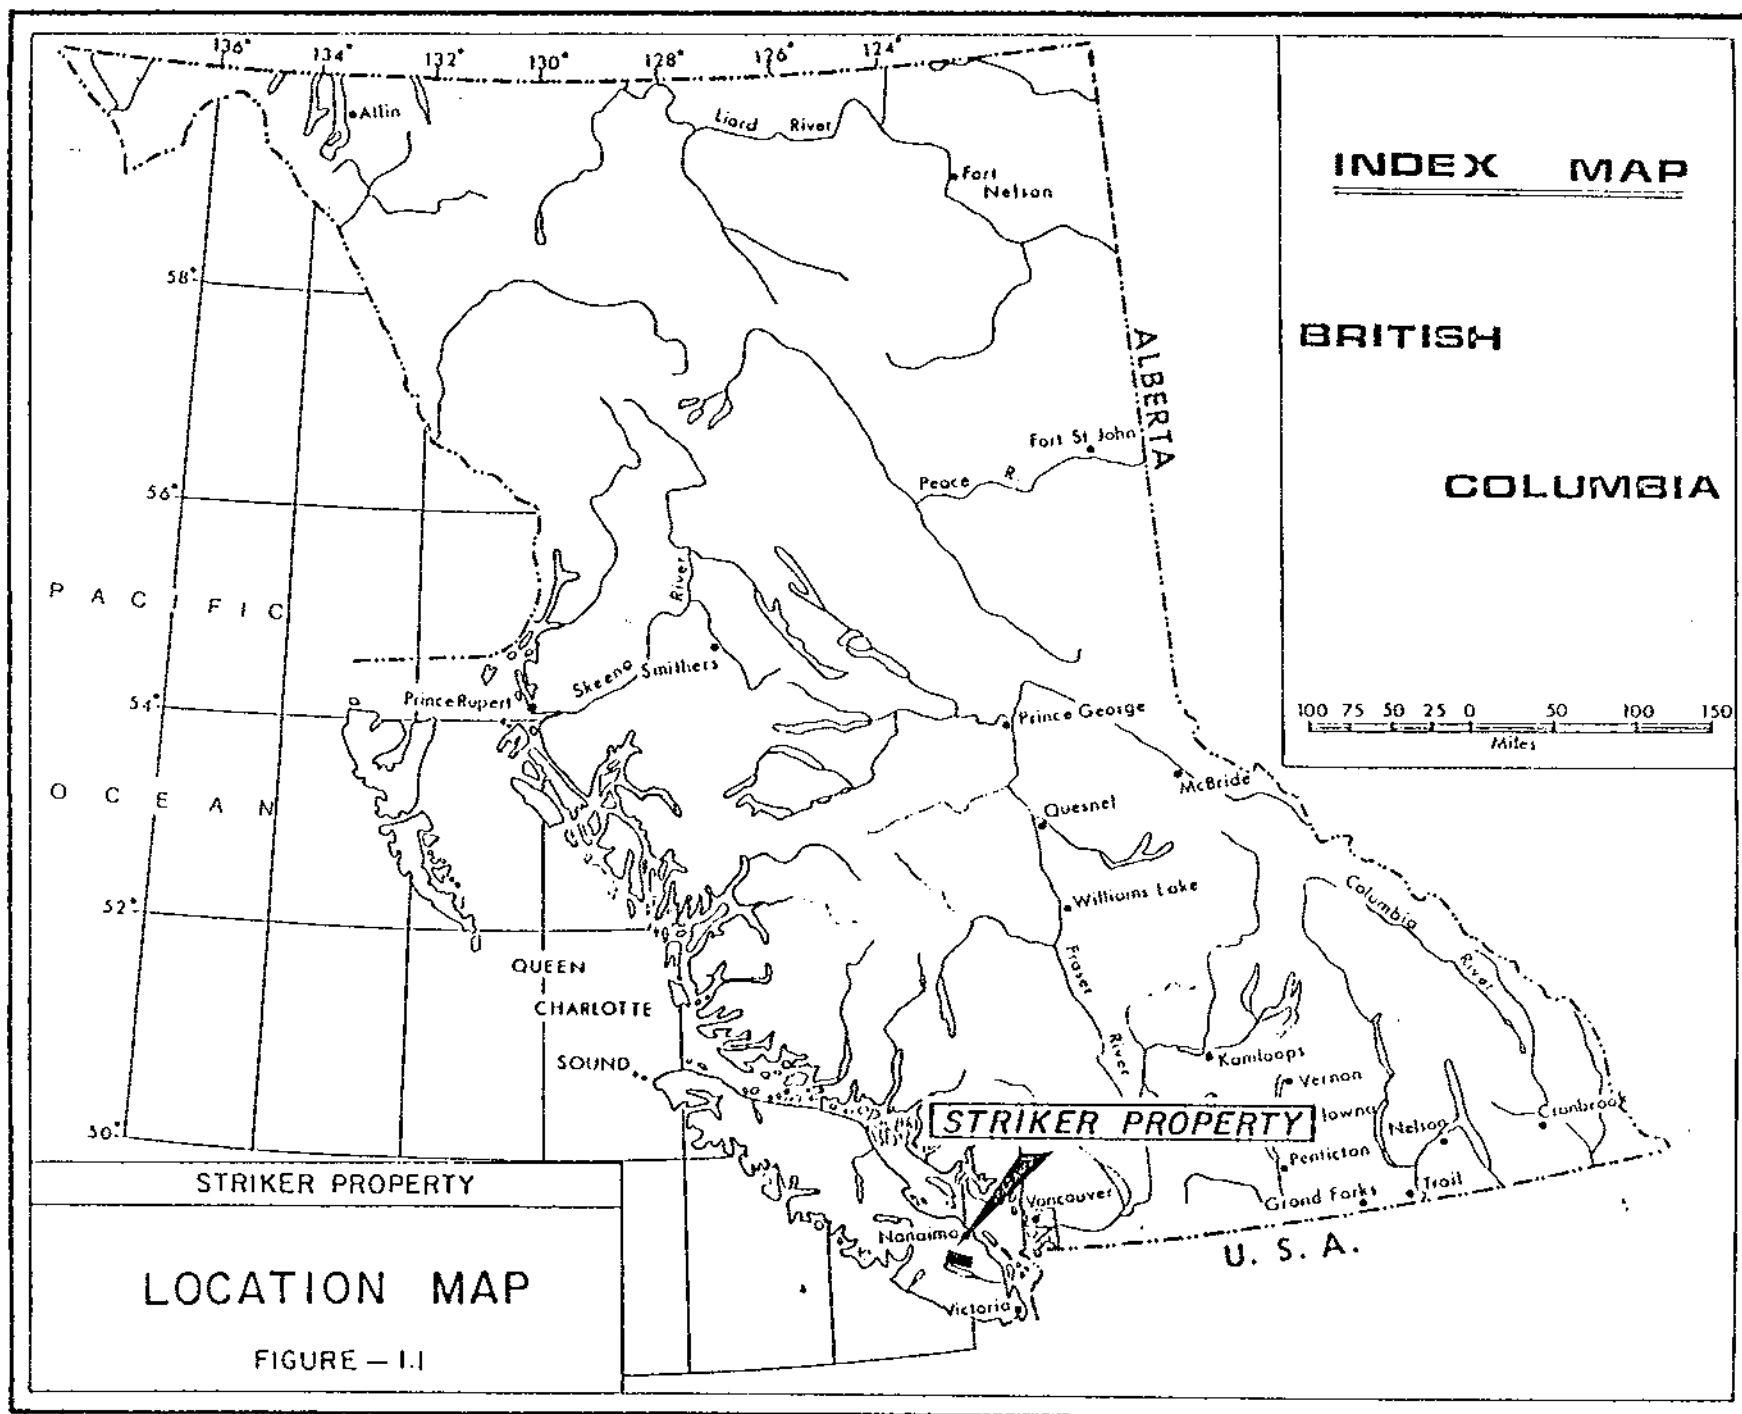 136°
134°
132°
130°
128°
126°
124°
Atlin
Liard River
Fort
Nelson
INDEX MAP
58°
BRITISH
ALBERTA
Fort St John
COLUMBIA
56°
Peace R.
PACIFIC
River
Skeena
Smithers
54°
Prince Rupert
Prince George
100 75 50 25 0 50 100 150
Miles
OCEAN
McBride
Quesnel
52°
Williams Lake
Columbia
River
QUEEN
CHARLOTTE
SOUND
Fraser
River
Kamloops
Vernon
STRIKER PROPERTY
lowna
Nelson
Cranbrook
50°
Penticton
STRIKER PROPERTY
Grand Forks
Trail
Vancouver
Nanaimo
U. S. A.
LOCATION MAP
Victoria
FIGURE – 1.1